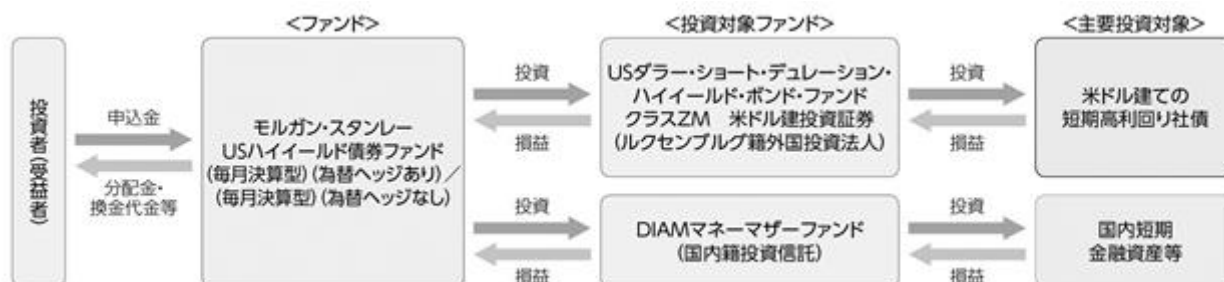 <ファンド>
<投資対象ファンド>
<主要投資対象>
投資者(受益者)
申込金
分配金・
換金代金等
モルガン・スタンレー
USハイイールド債券ファンド
(毎月決算型)(為替ヘッジあり)/
(毎月決算型)(為替ヘッジなし)
投資
損益
USダラー・ショート・デュレーション・
ハイイールド・ボンド・ファンド
クラスZM 米ドル建投資証券
(ルクセンブルグ籍外国投資法人)
投資
損益
米ドル建ての
短期高利回り社債
投資
損益
DIAMマネーマザーファンド
(国内籍投資信託)
投資
損益
国内短期
金融資産等